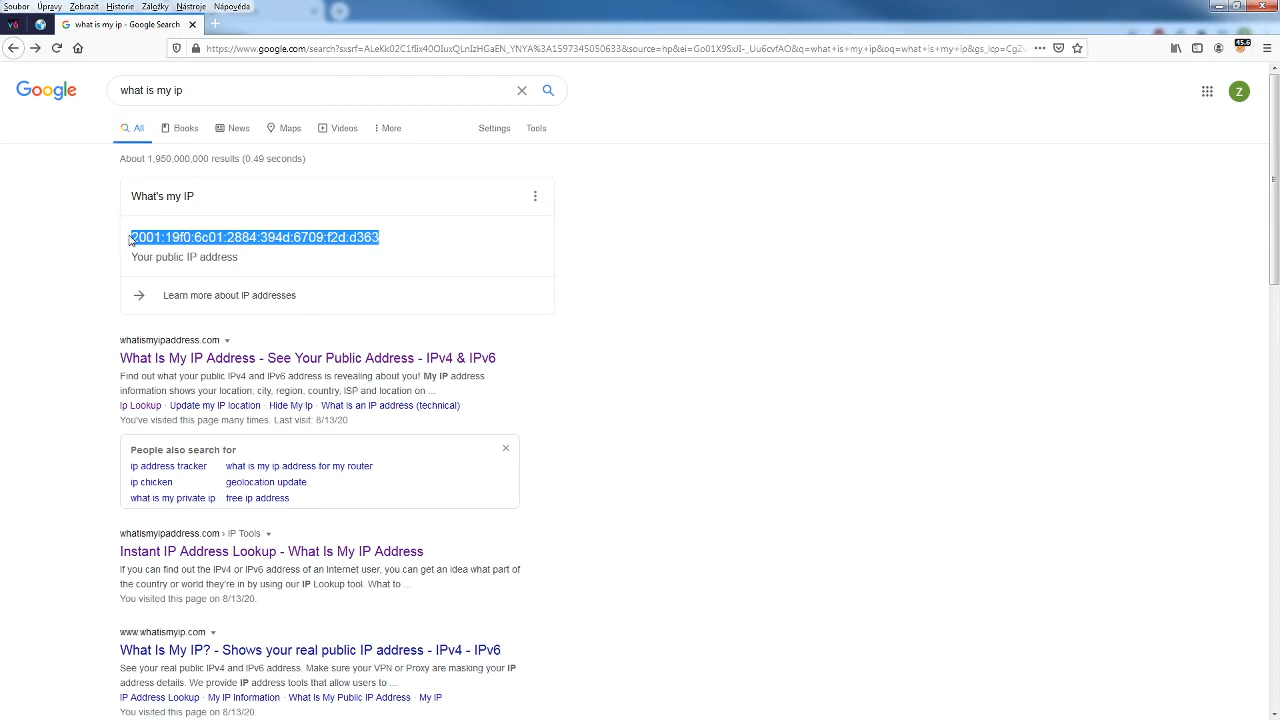 Soubor Úpravy Zobrazit Historie Záložky Nástroje Nápověda
v6 what is my ip - Google Search
https://www.google.com/search?
45.6
Google what is my ip Z
All Books News Maps Videos More Settings Tools
About 1,950,000,000 results (0.49 seconds)
What's my IP
2001:19f0:6c01:2884:394d:6709:f2d:d363
Your public IP address
Learn more about IP addresses
whatismyipaddress.com
What Is My IP Address - See Your Public Address - IPv4 & IPv6
Find out what your public IPv4 and IPv6 address is revealing about you! My IP address
information shows your location, city, region, country, ISP and location on ...
Ip Lookup · Update my IP location · Hide My Ip · What is an IP address (technical)
You've visited this page many times. Last visit: 8/13/20
People also search for
ip address tracker what is my ip address for my router
ip chicken geolocation update
what is my private ip free ip address
whatismyipaddress.com › IP Tools
Instant IP Address Lookup - What Is My IP Address
If you can find out the IPv4 or IPv6 address of an Internet user, you can get an idea what part of
the country or world they're in by using our IP Lookup tool. What to ...
You visited this page on 8/13/20.
www.whatismyip.com
What Is My IP? - Shows your real public IP address - IPv4 - IPv6
See your real public IPv4 and IPv6 address. Make sure your VPN or Proxy are masking your IP
address details. We provide IP address tools that allow users to ...
IP Address Lookup · My IP Information · What Is My Public IP Address · My IP
You visited this page on 8/13/20.